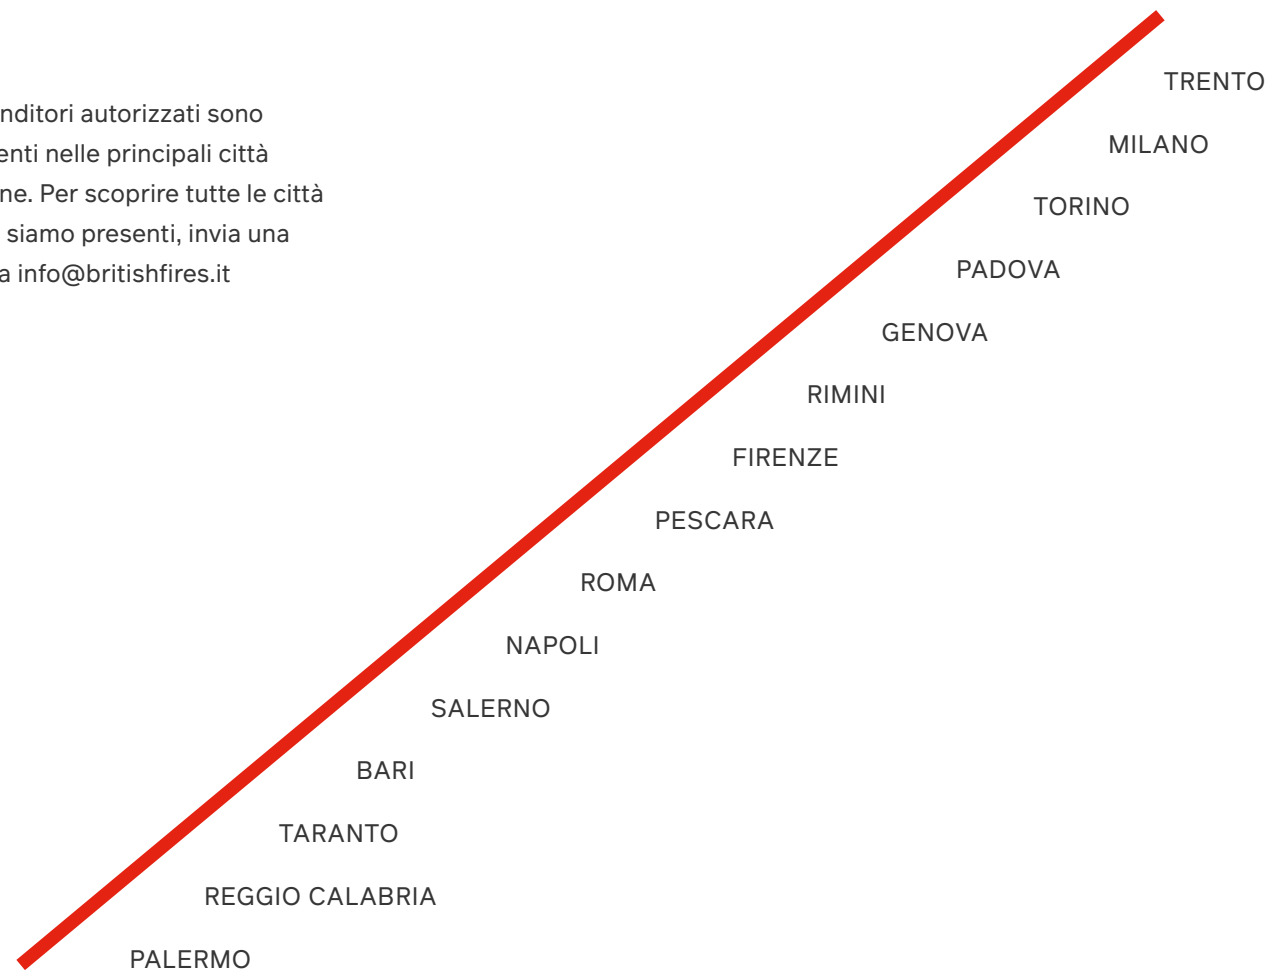 nditori autorizzati sono
enti nelle principali città
ne. Per scoprire tutte le città
siamo presenti, invia una
a info@britishfires.it
TRENTO
MILANO
TORINO
PADOVA
GENOVA
RIMINI
FIRENZE
PESCARA
ROMA
NAPOLI
SALERNO
BARI
TARANTO
REGGIO CALABRIA
PALERMO